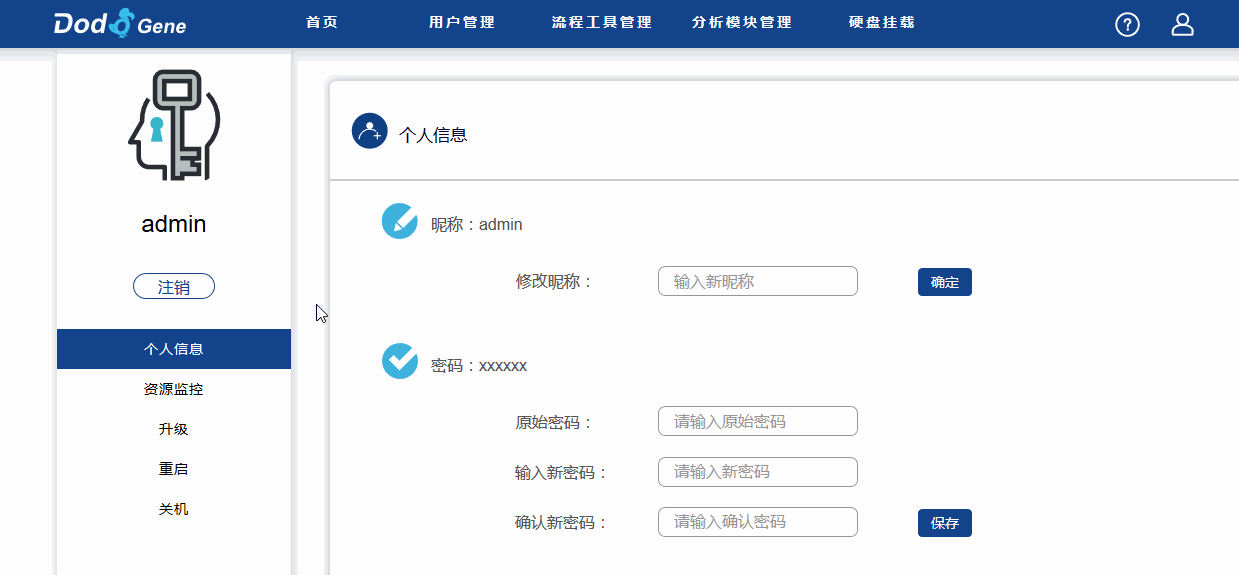 Dodo Gene
首页
用户管理
流程工具管理
分析模块管理
硬盘挂载
?
admin
注销
个人信息
资源监控
升级
重启
关机
个人信息
昵称：admin
修改昵称：
输入新昵称
确定
密码：xxxxxx
原始密码：
请输入原始密码
输入新密码：
请输入新密码
确认新密码：
请输入确认密码
保存